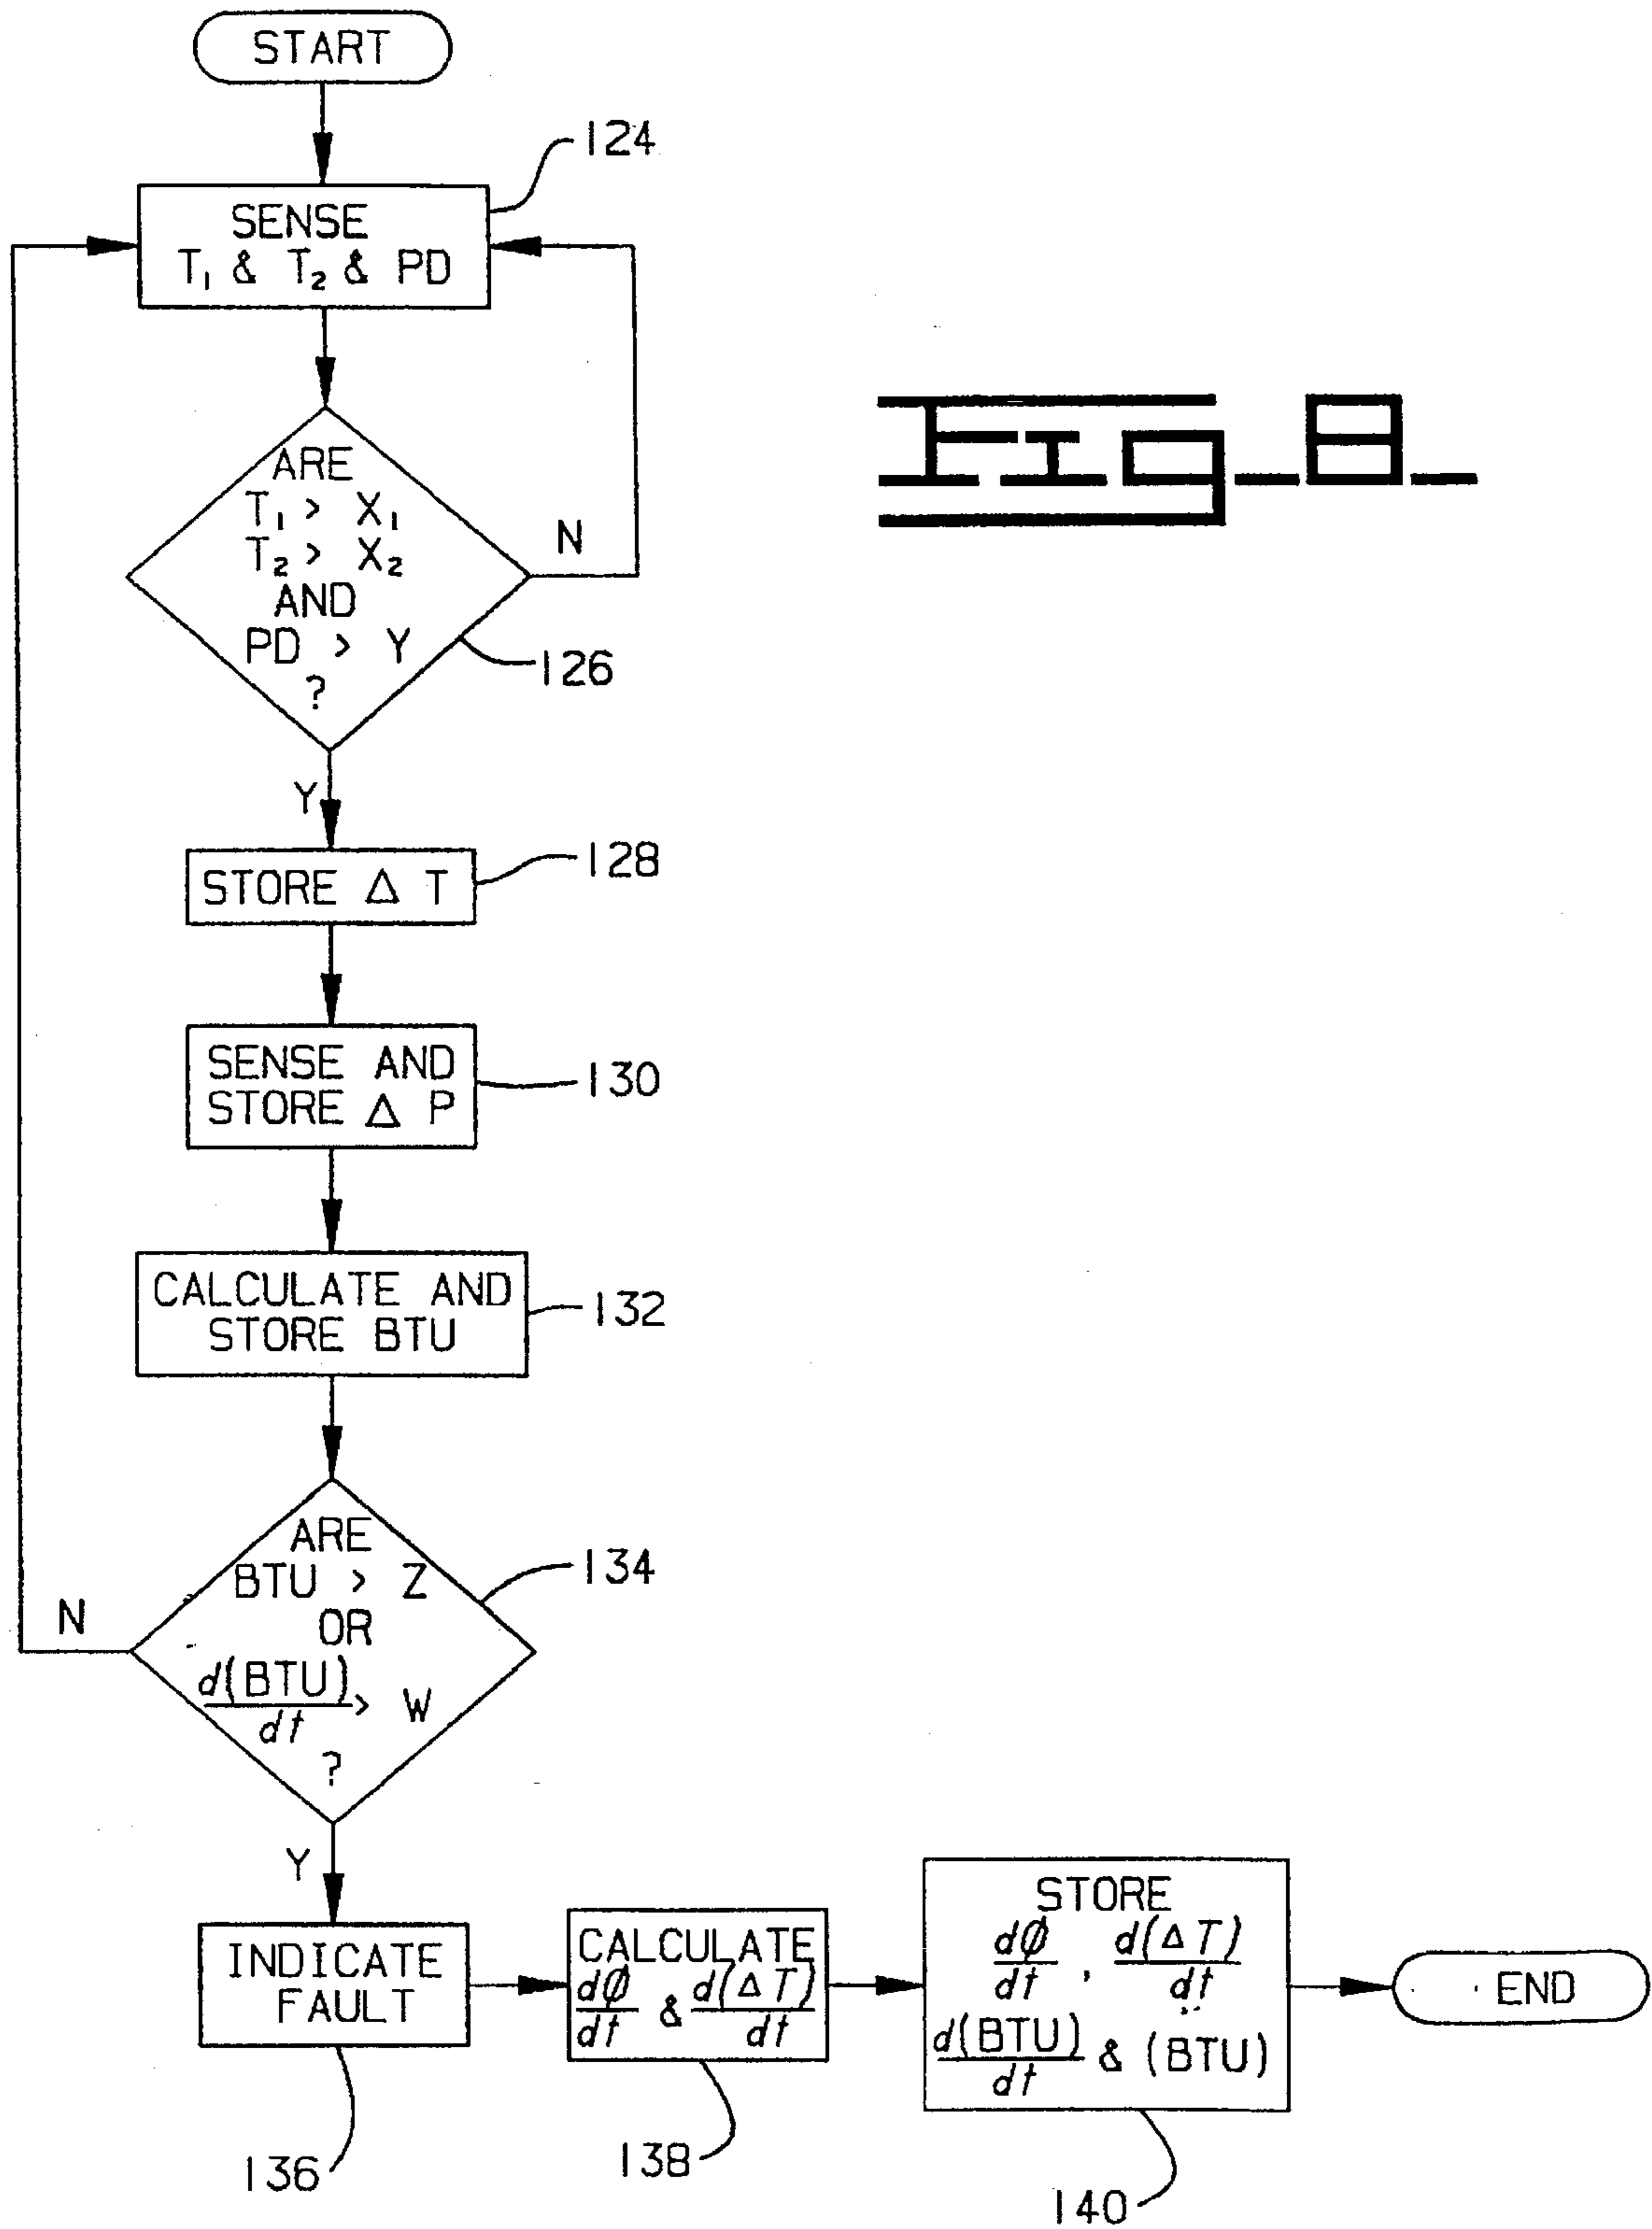 START
124
SENSE
T₁ & T₂ & PD
ARE
T₁ > X₁
T₂ > X₂
AND
PD > Y
?
N
126
Fig_8_
Y
STORE Δ T
128
SENSE AND
STORE Δ P
130
CALCULATE AND
STORE BTU
132
ARE
BTU > Z
OR
d(BTU)/dt > W
?
134
N
Y
INDICATE
FAULT
136
CALCULATE
dØ/dt & d(ΔT)/dt
138
STORE
dØ/dt , d(ΔT)/dt
d(BTU)/dt & (BTU)
140
END